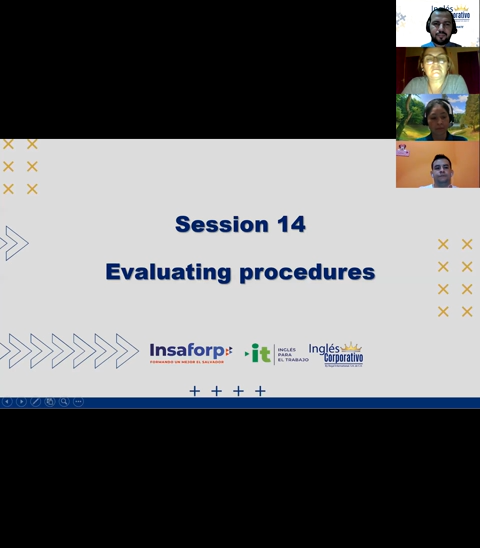 Inglés
Corporativo
Session 14
Evaluating procedures
Insaforp
FORMANDO UN MEJOR EL SALVADOR
it
INGLÉS
PARA
EL TRABAJO
Inglés
Corporativo